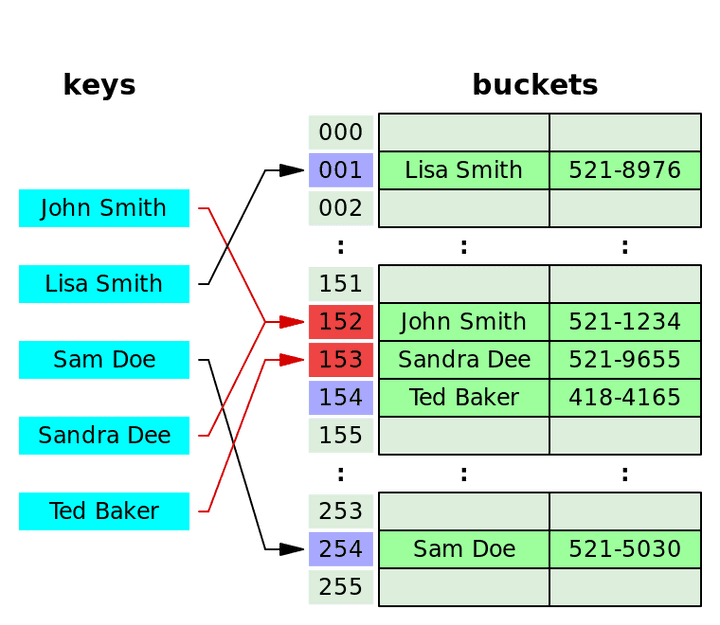 keys
buckets
000
001 Lisa Smith 521-8976
002
: : :
151
152 John Smith 521-1234
153 Sandra Dee 521-9655
154 Ted Baker 418-4165
155
: : :
253
254 Sam Doe 521-5030
255
John Smith
Lisa Smith
Sam Doe
Sandra Dee
Ted Baker